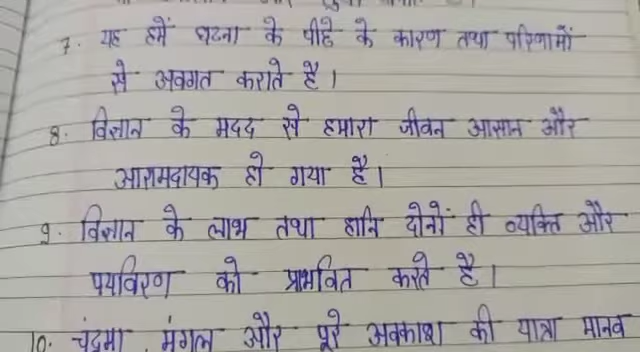 7. यह हमें घटना के पीछे के कारण तथा परिणामों
से अवगत कराते है।
8. विज्ञान के मदद से हमारा जीवन आसान और
आरामदायक हो गया है।
9. विज्ञान के लाभ तथा हानि दोनों ही व्यक्ति और
पर्यावरण को प्रभावित करते है।
10. चंद्रमा, मंगल और पूरे अवकाश की यात्रा मानव